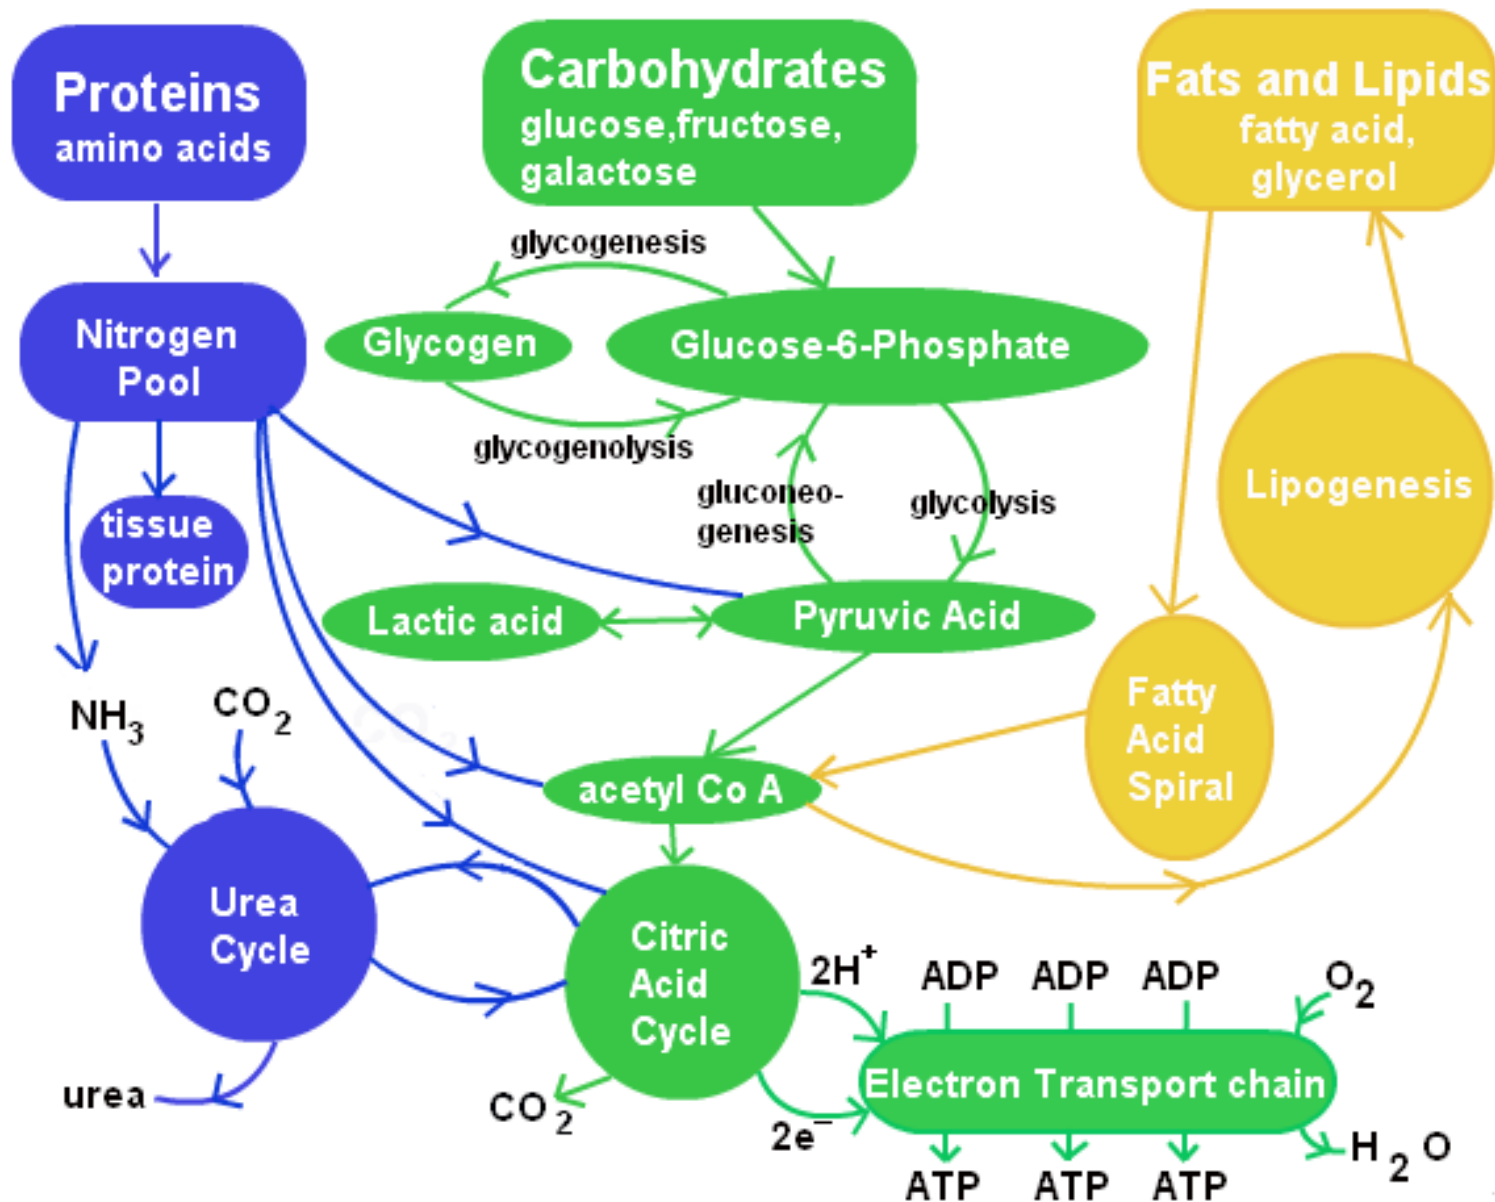 Proteins
amino acids
Carbohydrates
glucose,fructose,
galactose
Fats and Lipids
fatty acid,
glycerol
glycogenesis
Nitrogen
Pool
Glycogen
Glucose-6-Phosphate
glycogenolysis
gluconeo-
genesis
glycolysis
Lipogenesis
tissue
protein
Lactic acid
Pyruvic Acid
NH3
CO2
Fatty
Acid
Spiral
acetyl Co A
Urea
Cycle
Citric
Acid
Cycle
2H+
ADP
ADP
ADP
O2
urea
CO2
2e−
Electron Transport chain
ATP
ATP
ATP
H2O